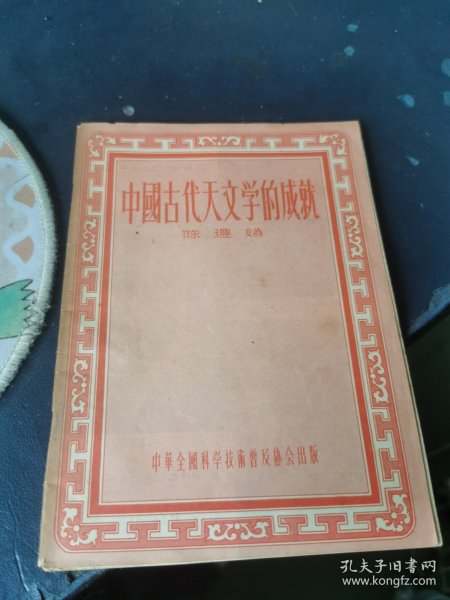 中國古代天文学的成就
陈遵妫
中華全國科学技術普及协会出版
孔夫子旧书网
www.kongfz.com